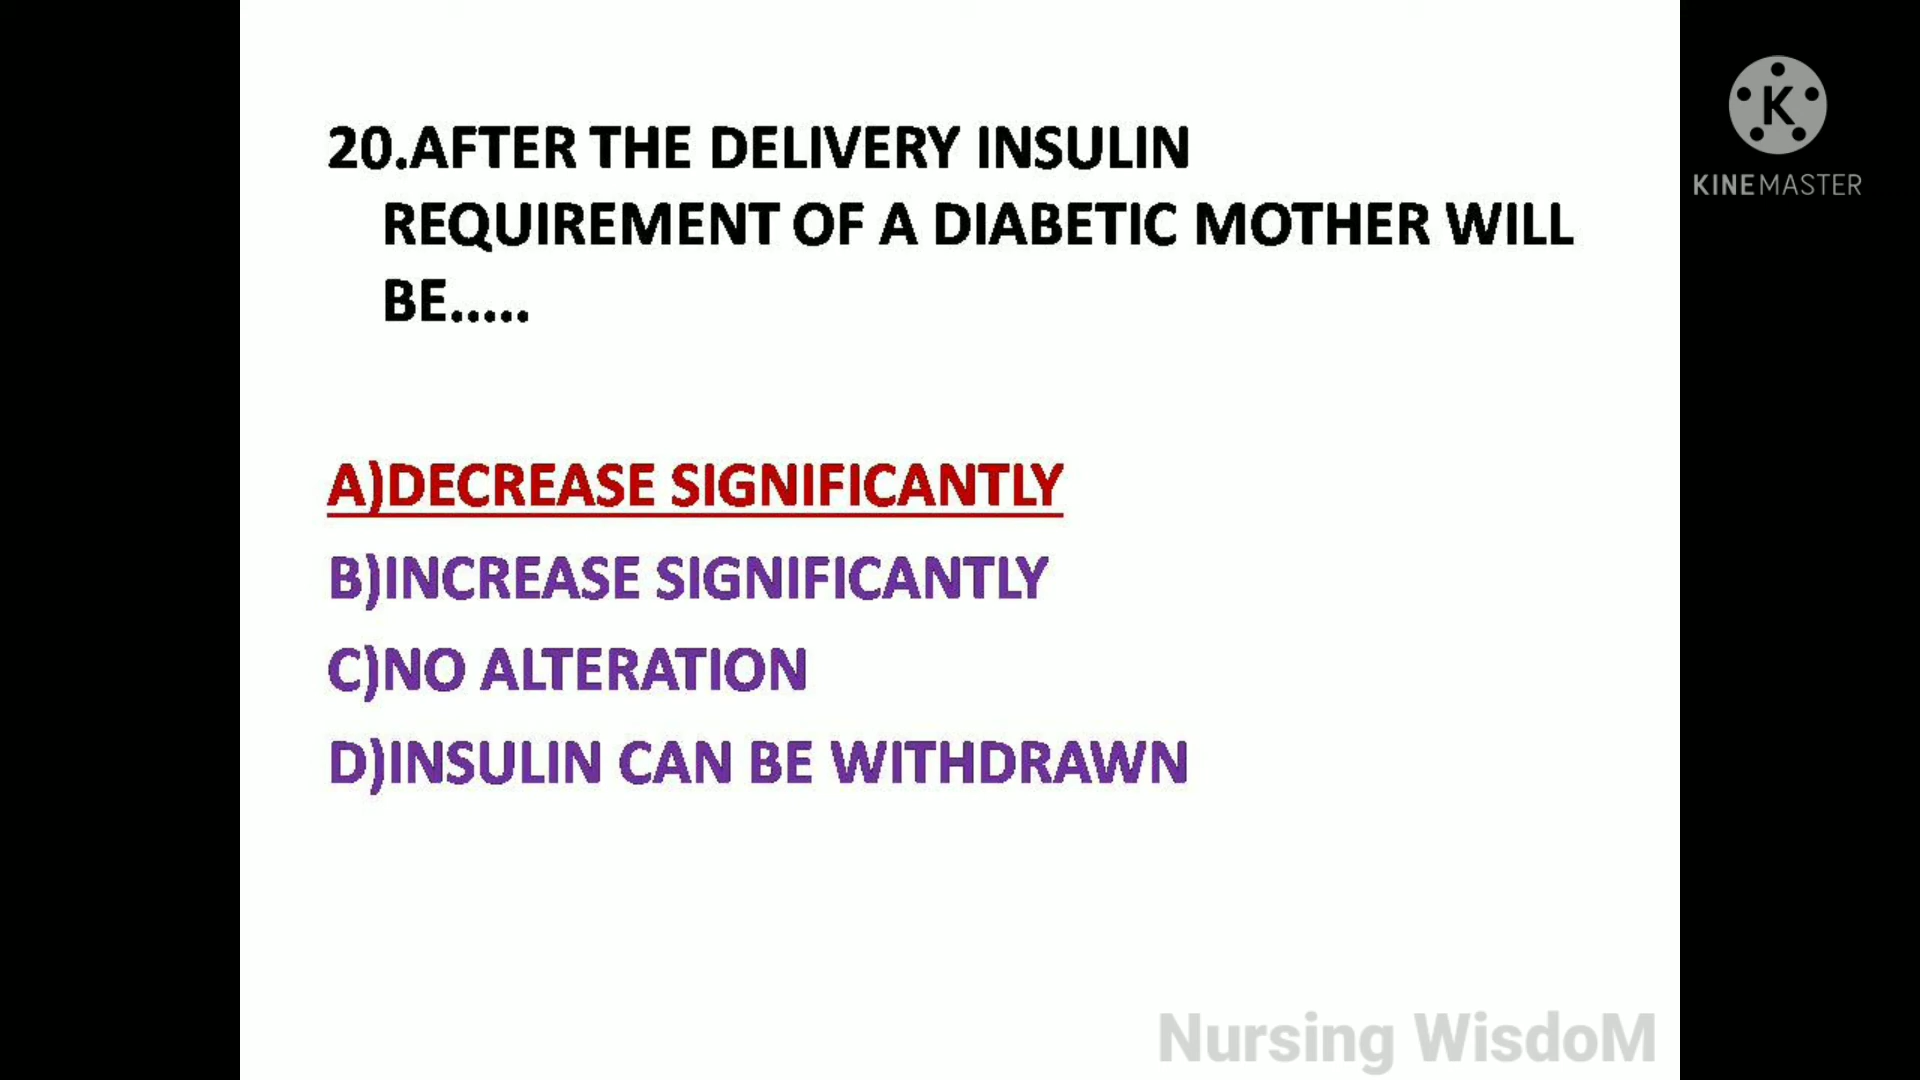 20.AFTER THE DELIVERY INSULIN
REQUIREMENT OF A DIABETIC MOTHER WILL
BE.....
A)DECREASE SIGNIFICANTLY
B)INCREASE SIGNIFICANTLY
C)NO ALTERATION
D)INSULIN CAN BE WITHDRAWN
K
KINEMASTER
Nursing WisdoM